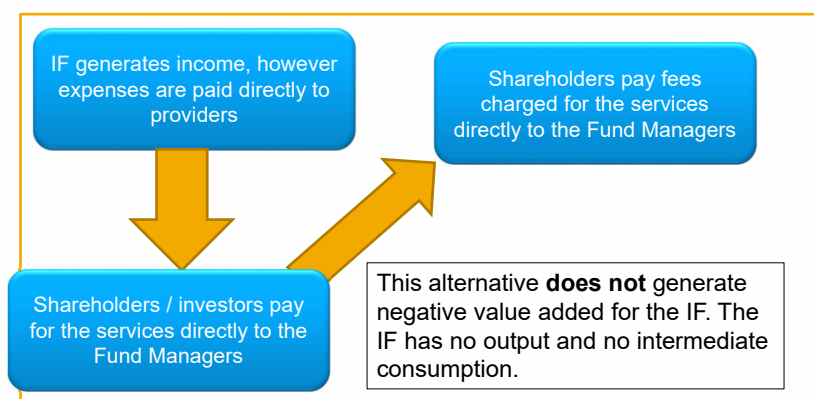 IF generates income, however
expenses are paid directly to
providers
Shareholders pay fees
charged for the services
directly to the Fund Managers
Shareholders / investors pay
for the services directly to the
Fund Managers
This alternative does not generate
negative value added for the IF. The
IF has no output and no intermediate
consumption.